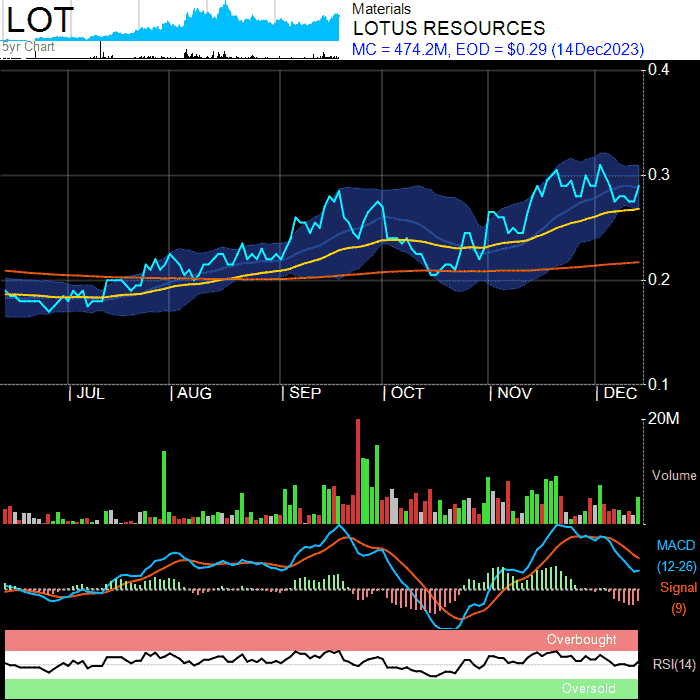 LOT
5yr Chart
Materials
LOTUS RESOURCES
MC = 474.2M, EOD = $0.29 (14Dec2023)
0.4
0.3
0.2
0.1
JUL AUG SEP OCT NOV DEC
20M
Volume
MACD
(12-26)
Signal
(9)
Overbought
RSI(14)
Oversold